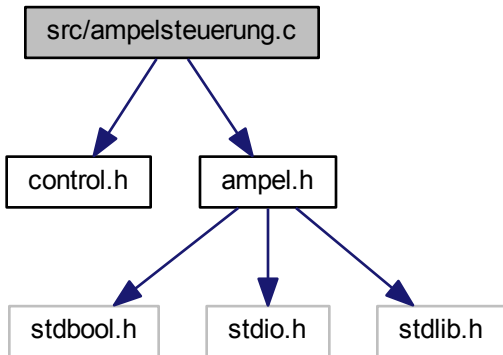 src/ampelsteuerung.c
control.h
ampel.h
stdbool.h
stdio.h
stdlib.h